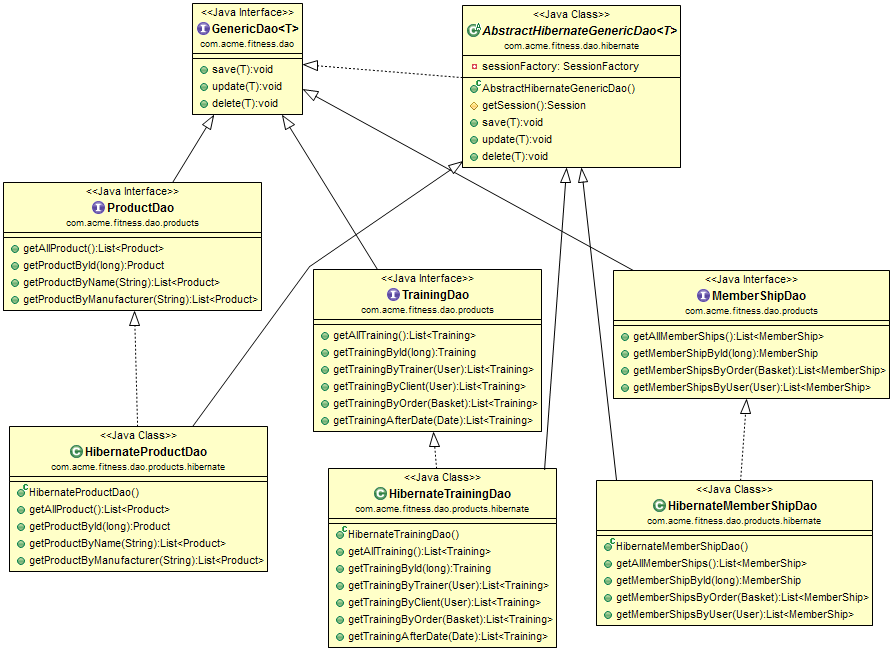 <<Java Interface>>
GenericDao<T>
com.acme.fitness.dao
save(T):void
update(T):void
delete(T):void
<<Java Class>>
AbstractHibernateGenericDao<T>
com.acme.fitness.dao.hibernate
sessionFactory: SessionFactory
AbstractHibernateGenericDao()
getSession():Session
save(T):void
update(T):void
delete(T):void
<<Java Interface>>
ProductDao
com.acme.fitness.dao.products
getAllProduct():List<Product>
getProductById(long):Product
getProductByName(String):List<Product>
getProductByManufacturer(String):List<Product>
<<Java Interface>>
TrainingDao
com.acme.fitness.dao.products
getAllTraining():List<Training>
getTrainingById(long):Training
getTrainingByTrainer(User):List<Training>
getTrainingByClient(User):List<Training>
getTrainingByOrder(Basket):List<Training>
getTrainingAfterDate(Date):List<Training>
<<Java Interface>>
MemberShipDao
com.acme.fitness.dao.products
getAllMemberShips():List<MemberShip>
getMemberShipById(long):MemberShip
getMemberShipsByOrder(Basket):List<MemberShip>
getMemberShipsByUser(User):List<MemberShip>
<<Java Class>>
HibernateProductDao
com.acme.fitness.dao.products.hibernate
HibernateProductDao()
getAllProduct():List<Product>
getProductById(long):Product
getProductByName(String):List<Product>
getProductByManufacturer(String):List<Product>
<<Java Class>>
HibernateTrainingDao
com.acme.fitness.dao.products.hibernate
HibernateTrainingDao()
getAllTraining():List<Training>
getTrainingById(long):Training
getTrainingByTrainer(User):List<Training>
getTrainingByClient(User):List<Training>
getTrainingByOrder(Basket):List<Training>
getTrainingAfterDate(Date):List<Training>
<<Java Class>>
HibernateMemberShipDao
com.acme.fitness.dao.products.hibernate
HibernateMemberShipDao()
getAllMemberShips():List<MemberShip>
getMemberShipById(long):MemberShip
getMemberShipsByOrder(Basket):List<MemberShip>
getMemberShipsByUser(User):List<MemberShip>